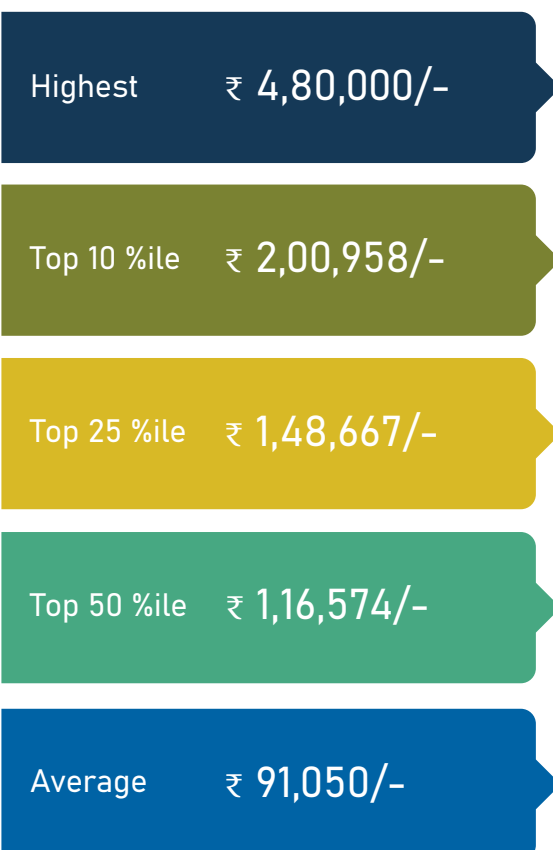 Highest ₹ 4,80,000/-
Top 10 %ile ₹ 2,00,958/-
Top 25 %ile ₹ 1,48,667/-
Top 50 %ile ₹ 1,16,574/-
Average ₹ 91,050/-